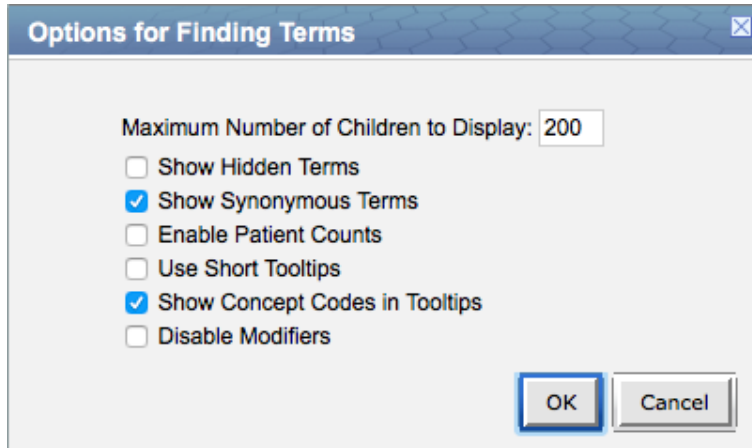 Options for Finding Terms
Maximum Number of Children to Display: 200
Show Hidden Terms
Show Synonymous Terms
Enable Patient Counts
Use Short Tooltips
Show Concept Codes in Tooltips
Disable Modifiers
OK Cancel